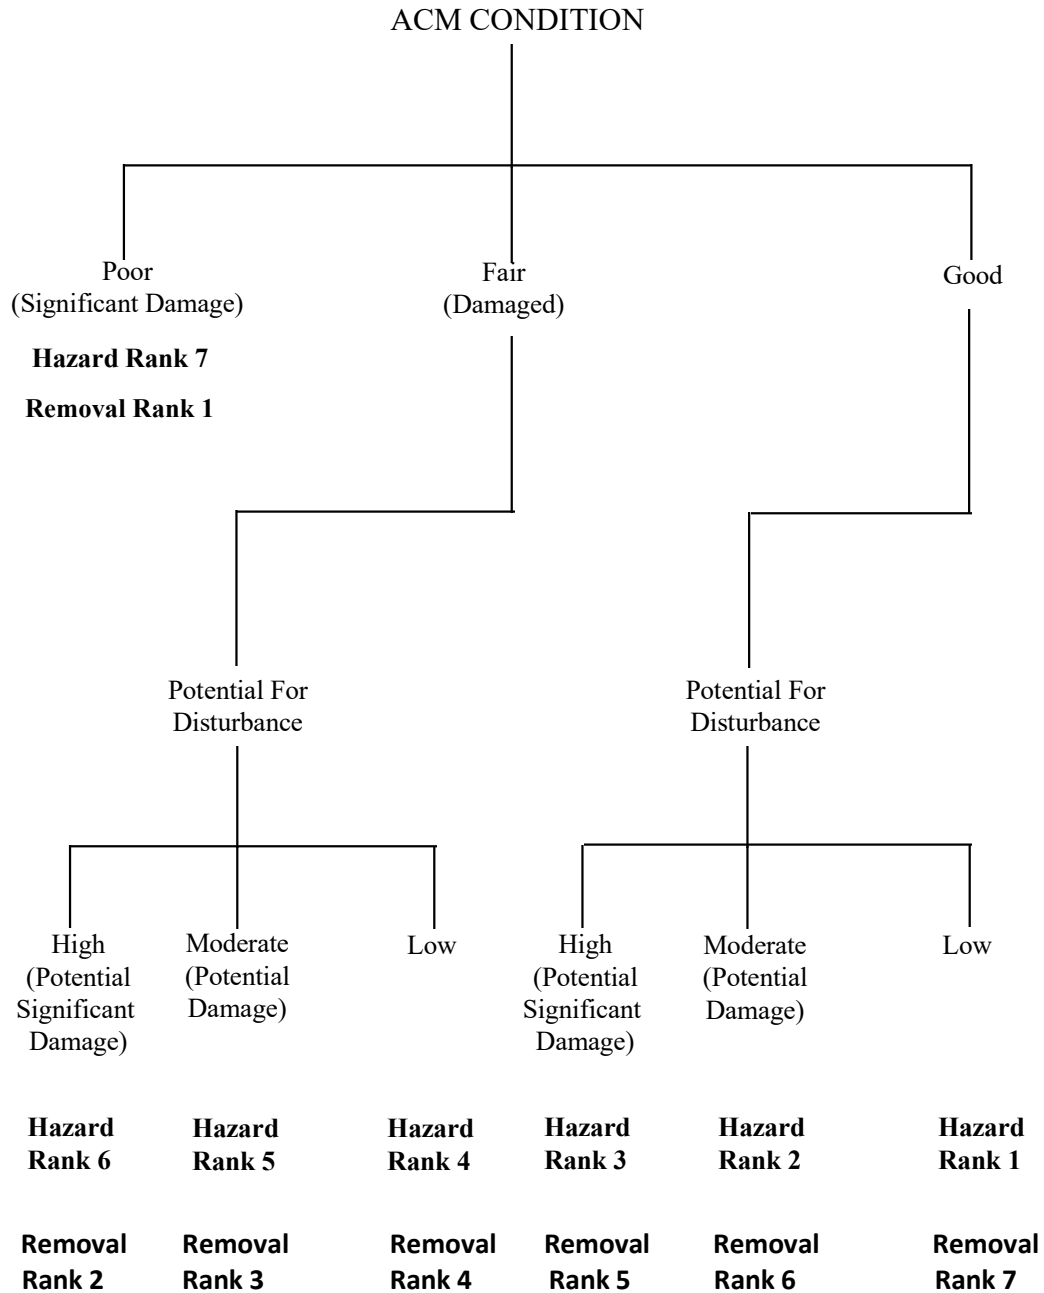 ACM CONDITION
Poor
(Significant Damage)
Hazard Rank 7
Removal Rank 1
Fair
(Damaged)
Good
Potential For
Disturbance
Potential For
Disturbance
High
(Potential
Significant
Damage)
Moderate
(Potential
Damage)
Low
High
(Potential
Significant
Damage)
Moderate
(Potential
Damage)
Low
Hazard
Rank 6
Hazard
Rank 5
Hazard
Rank 4
Hazard
Rank 3
Hazard
Rank 2
Hazard
Rank 1
Removal
Rank 2
Removal
Rank 3
Removal
Rank 4
Removal
Rank 5
Removal
Rank 6
Removal
Rank 7